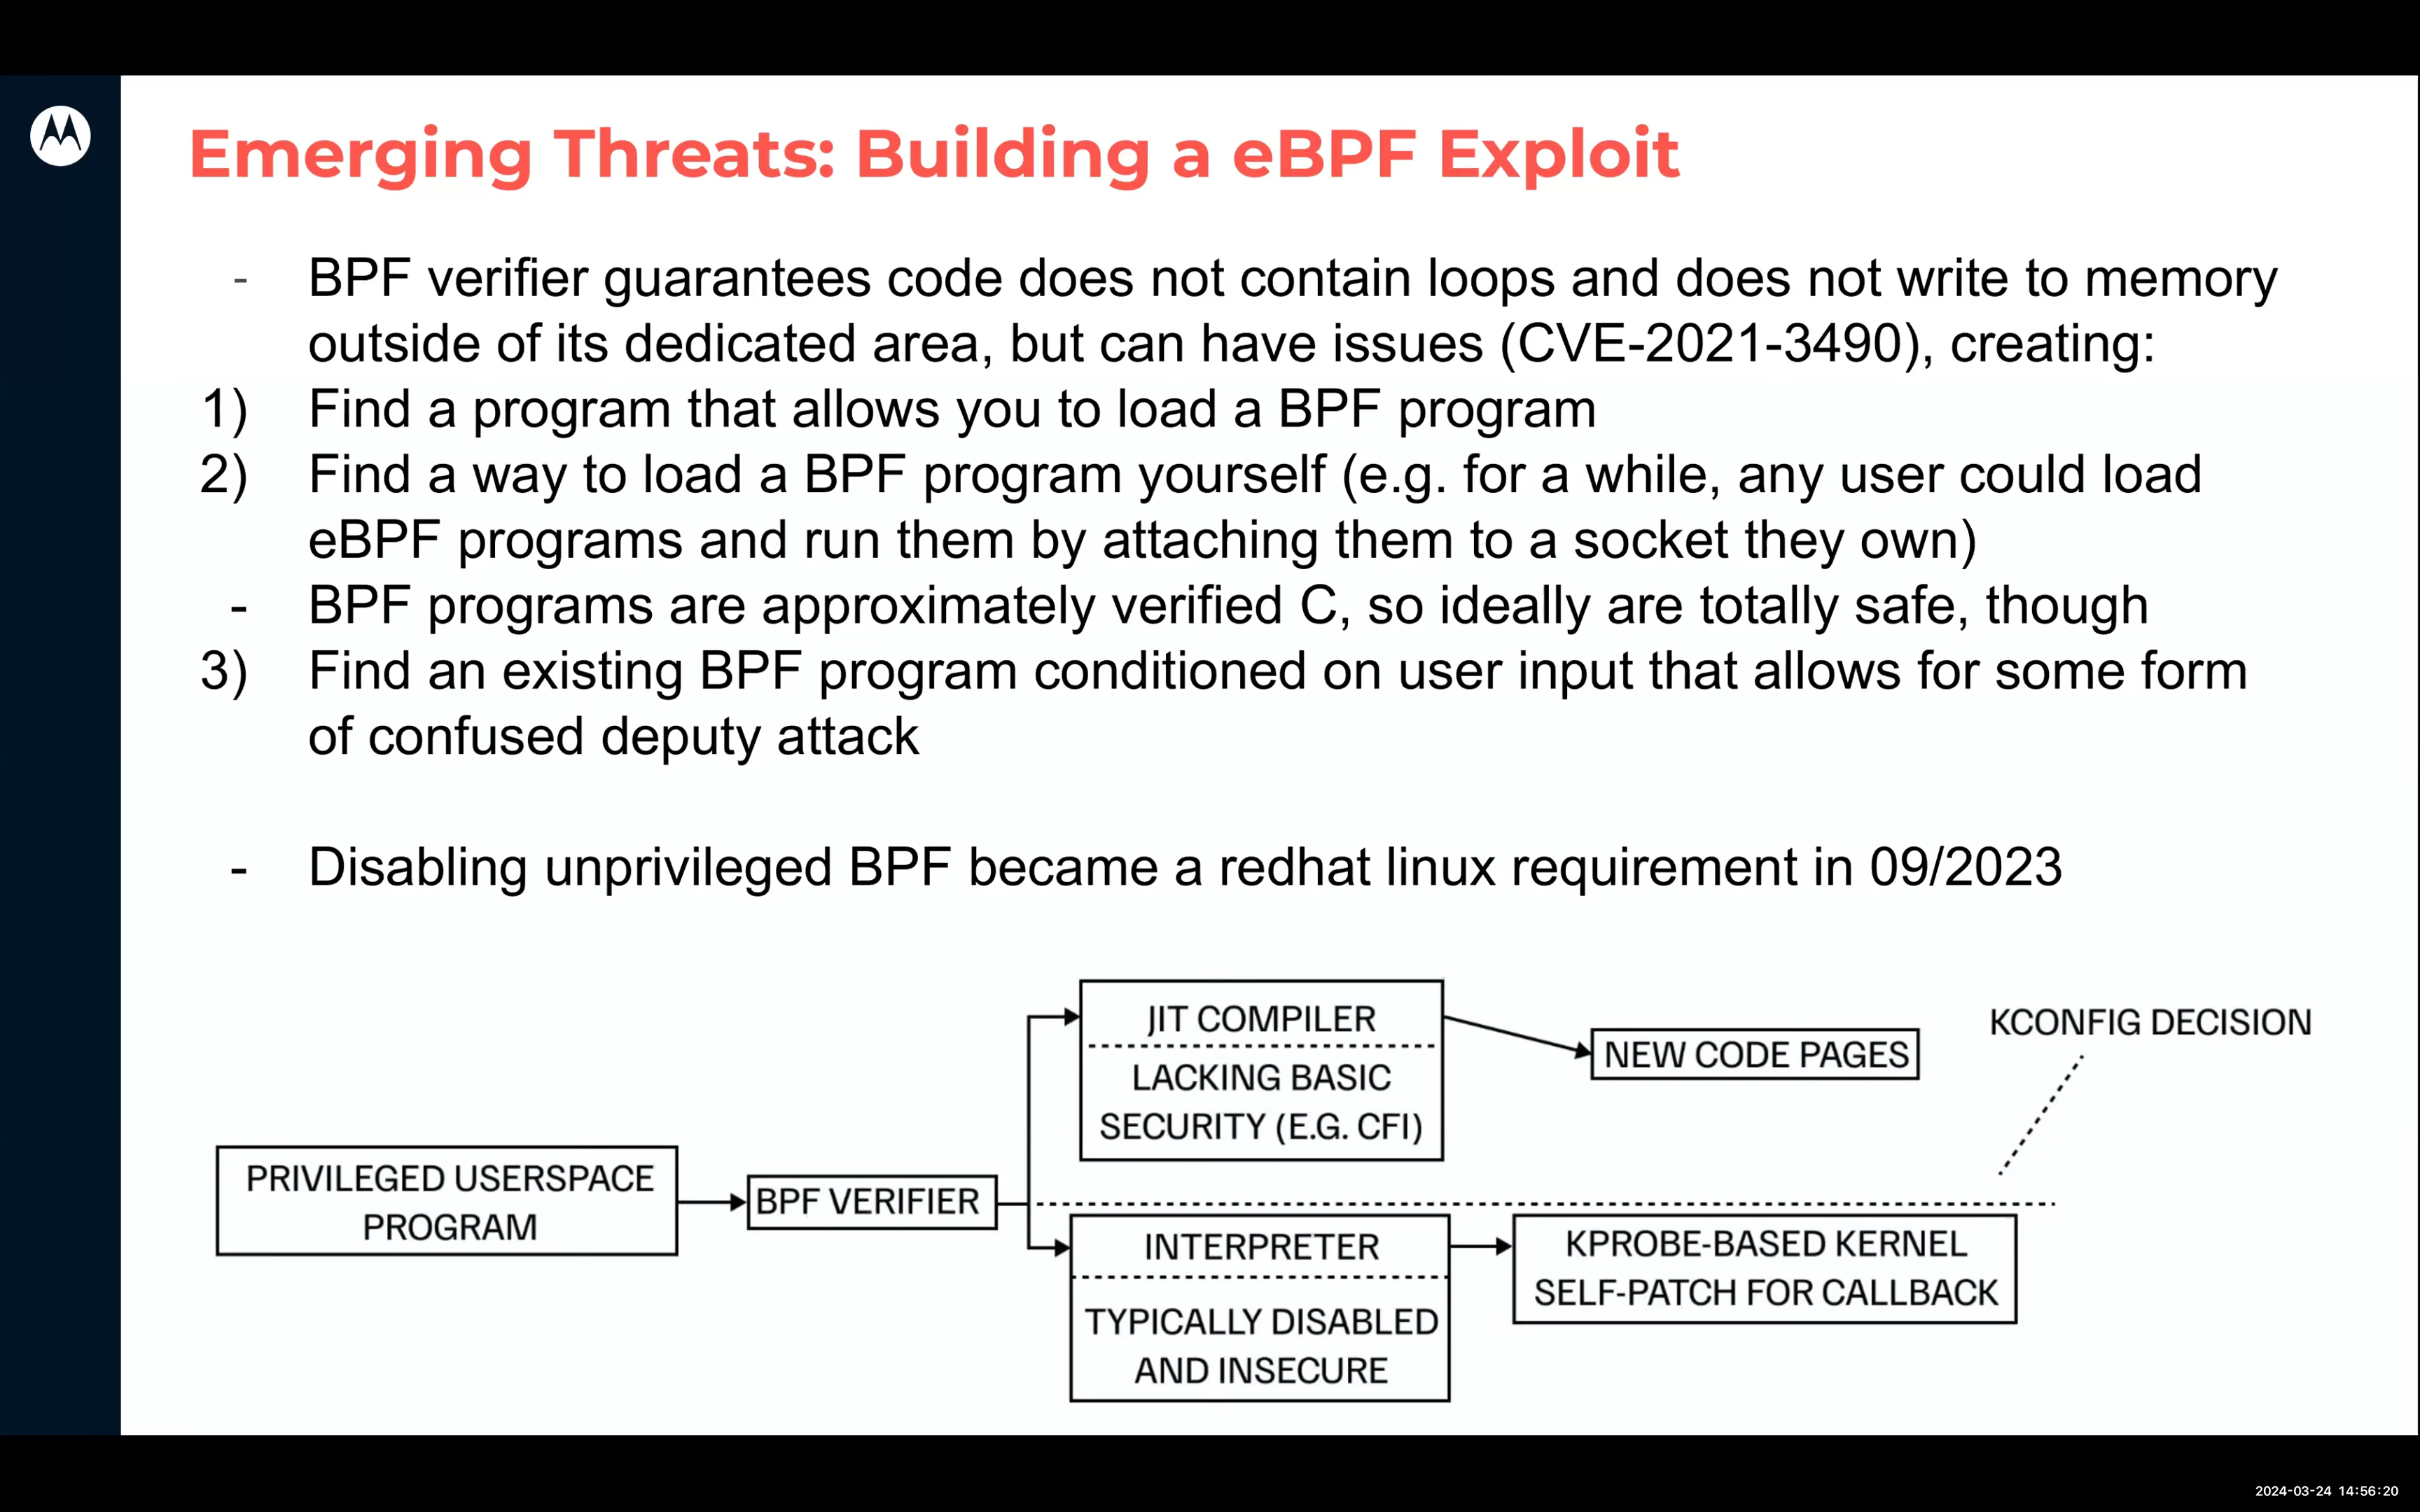 Emerging Threats: Building a eBPF Exploit
- BPF verifier guarantees code does not contain loops and does not write to memory
outside of its dedicated area, but can have issues (CVE-2021-3490), creating:
1) Find a program that allows you to load a BPF program
2) Find a way to load a BPF program yourself (e.g. for a while, any user could load
eBPF programs and run them by attaching them to a socket they own)
- BPF programs are approximately verified C, so ideally are totally safe, though
3) Find an existing BPF program conditioned on user input that allows for some form
of confused deputy attack
- Disabling unprivileged BPF became a redhat linux requirement in 09/2023
PRIVILEGED USERSPACE
PROGRAM
BPF VERIFIER
JIT COMPILER
LACKING BASIC
SECURITY (E.G. CFI)
NEW CODE PAGES
KCONFIG DECISION
INTERPRETER
TYPICALLY DISABLED
AND INSECURE
KPROBE-BASED KERNEL
SELF-PATCH FOR CALLBACK
2024-03-24 14:56:20